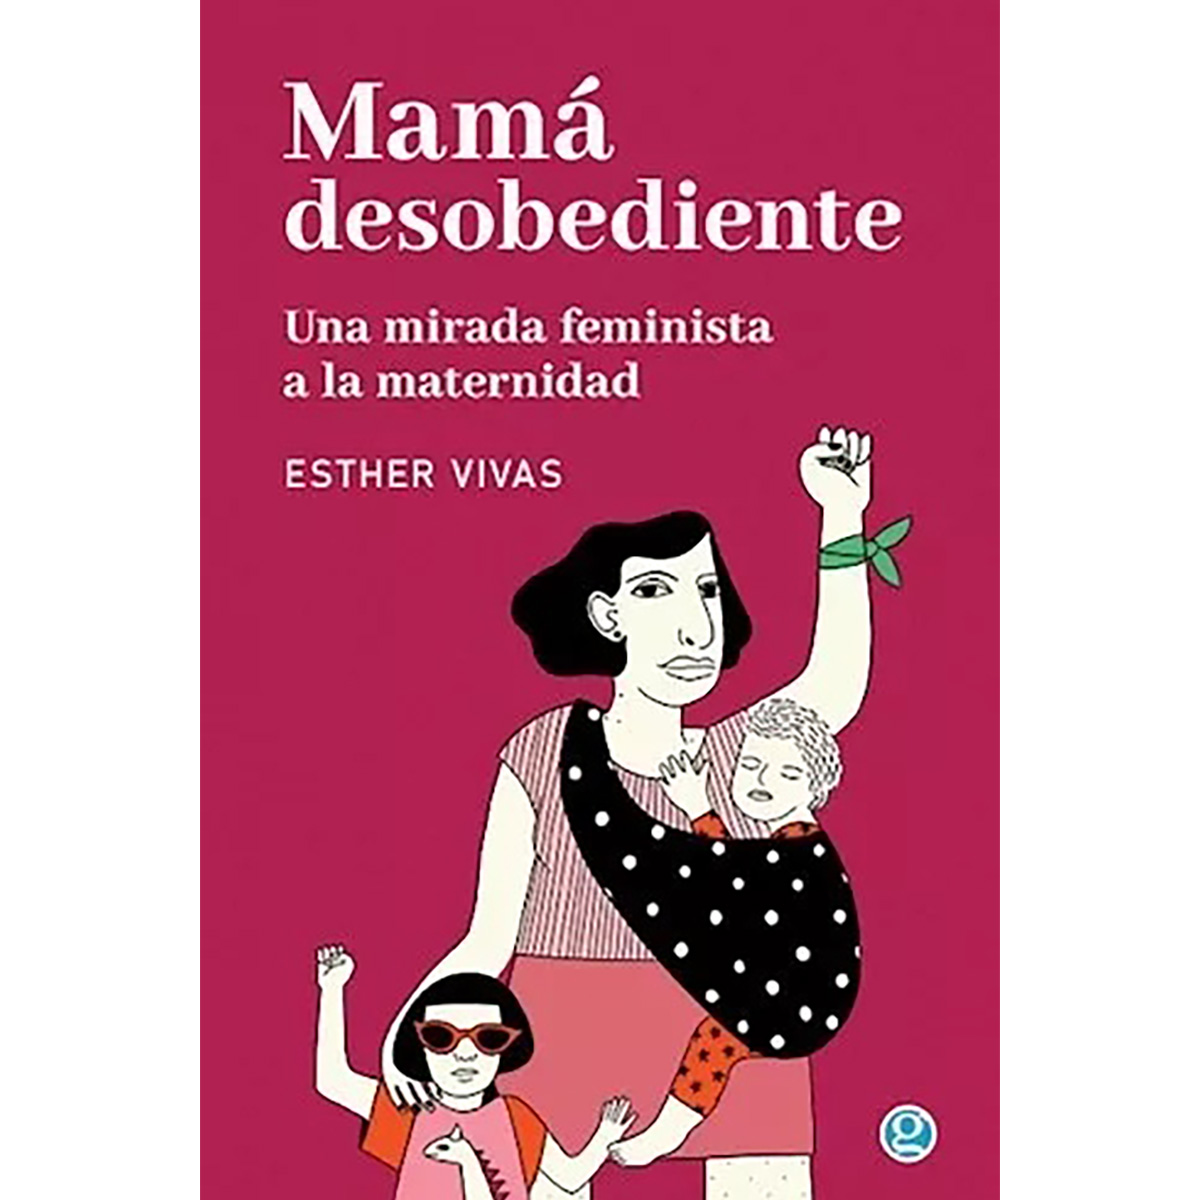 Mamá
desobediente
Una mirada feminista
a la maternidad
ESTHER VIVAS
g